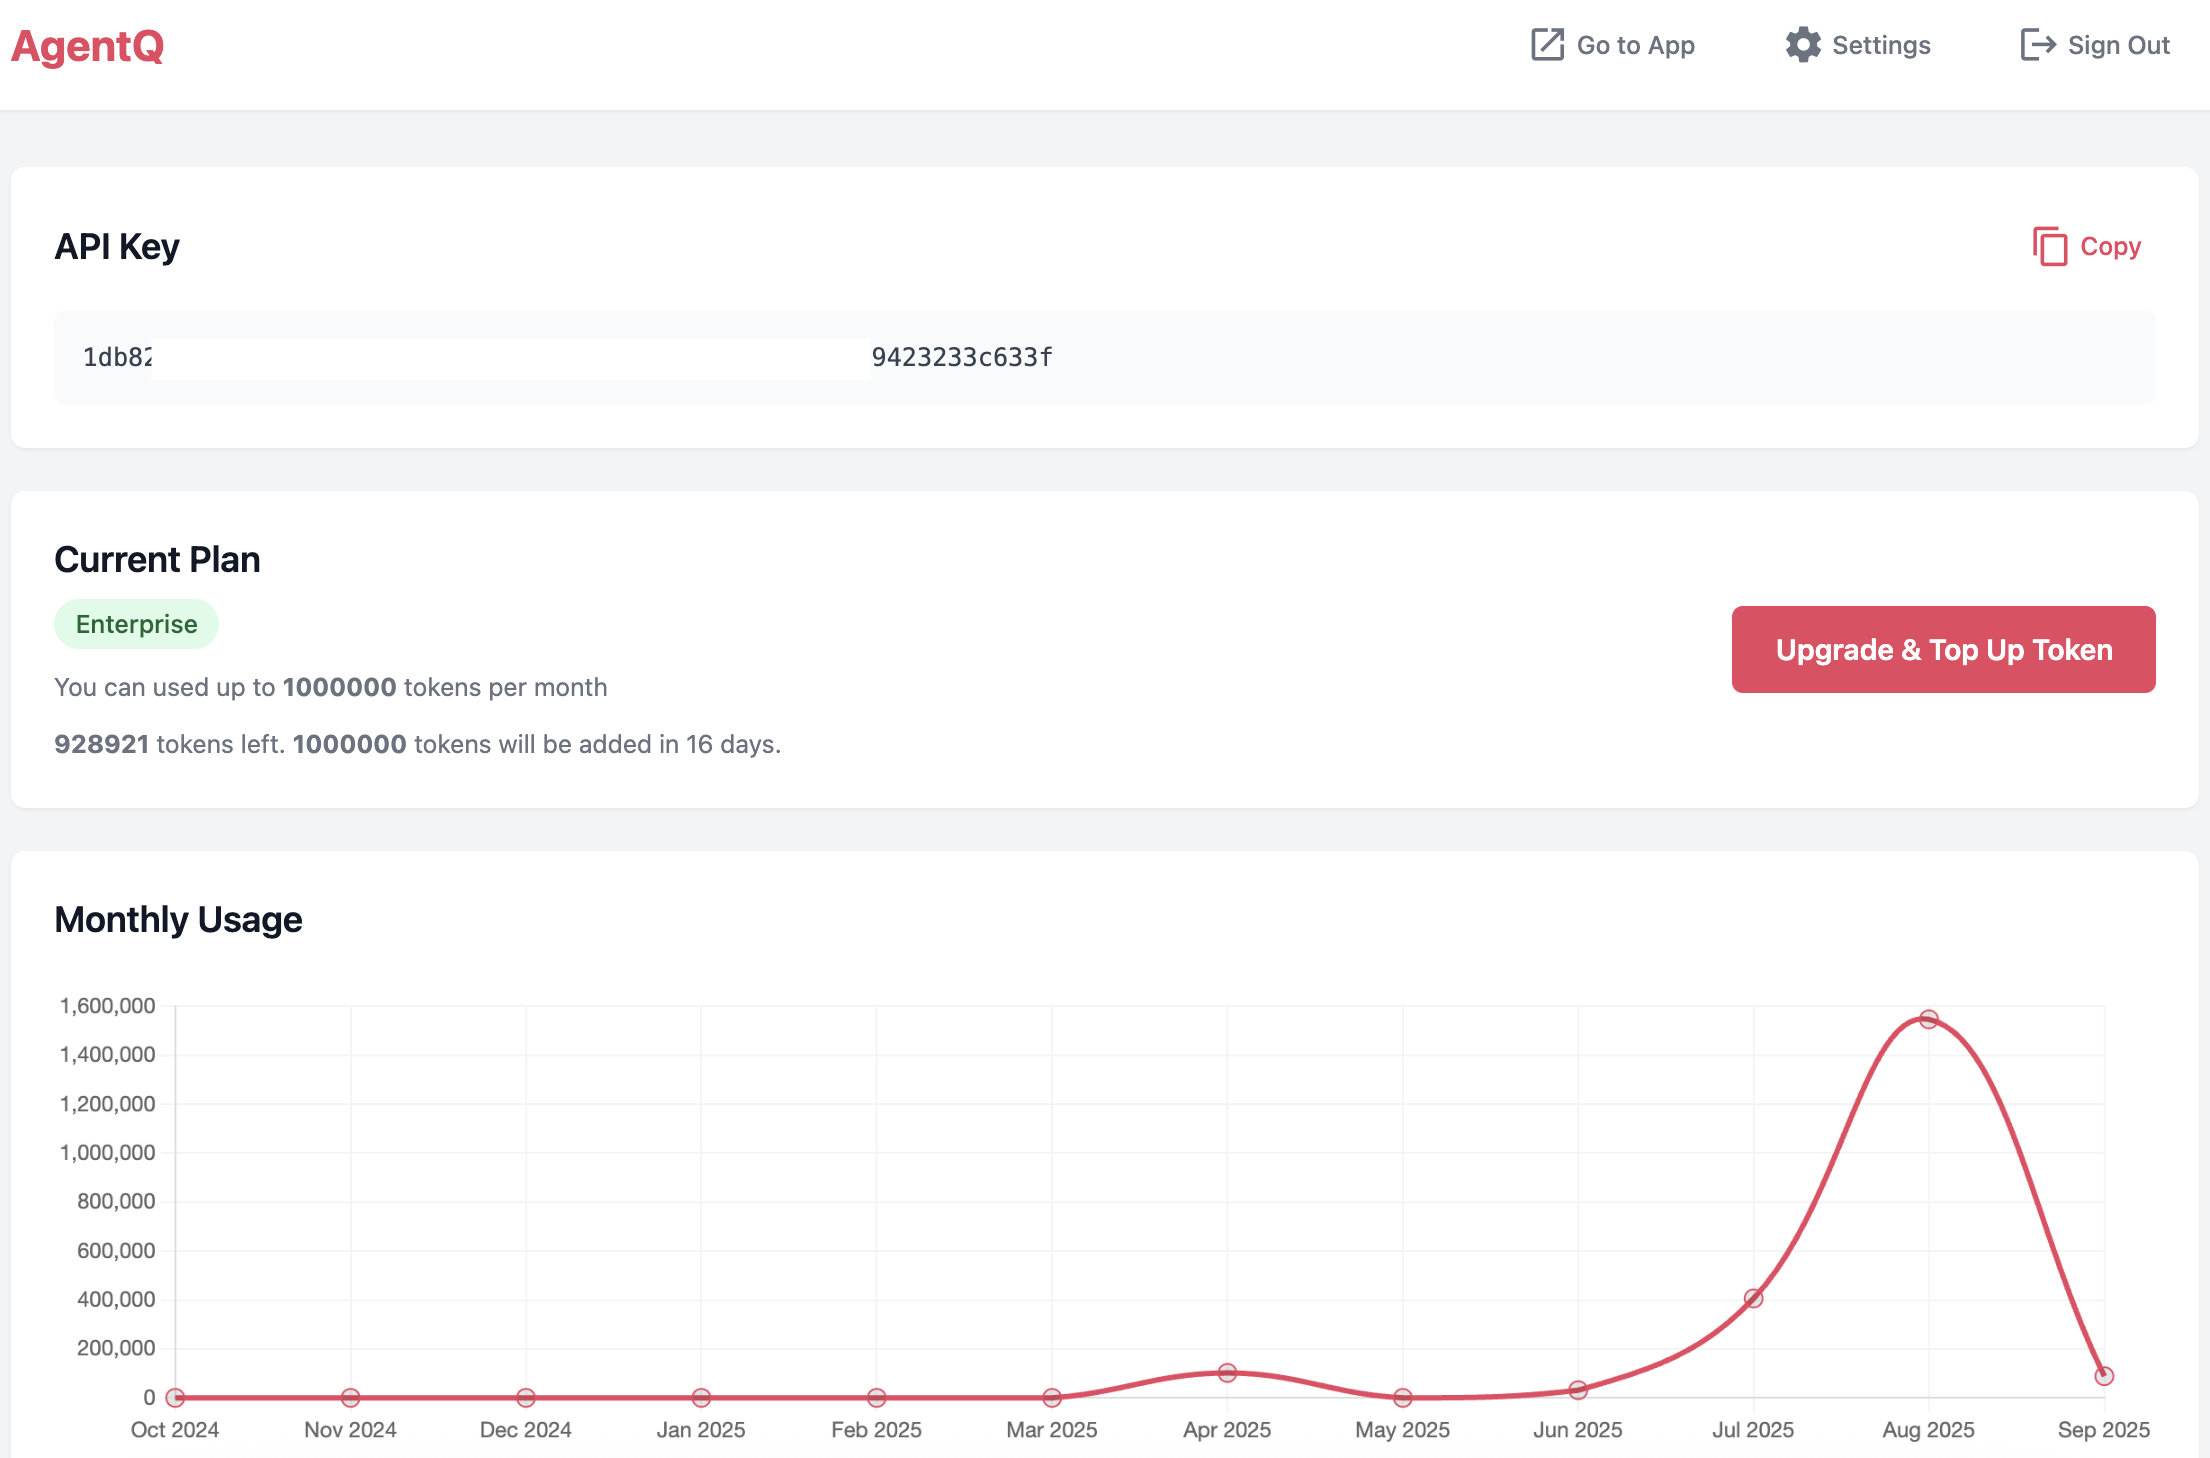 AgentQ
Go to App
Settings
Sign Out
API Key
Copy
1db82 9423233c633f
Current Plan
Enterprise
You can used up to 1000000 tokens per month
Upgrade & Top Up Token
928921 tokens left. 1000000 tokens will be added in 16 days.
Monthly Usage
1,600,000
1,400,000
1,200,000
1,000,000
800,000
600,000
400,000
200,000
0
Oct 2024 Nov 2024 Dec 2024 Jan 2025 Feb 2025 Mar 2025 Apr 2025 May 2025 Jun 2025 Jul 2025 Aug 2025 Sep 2025